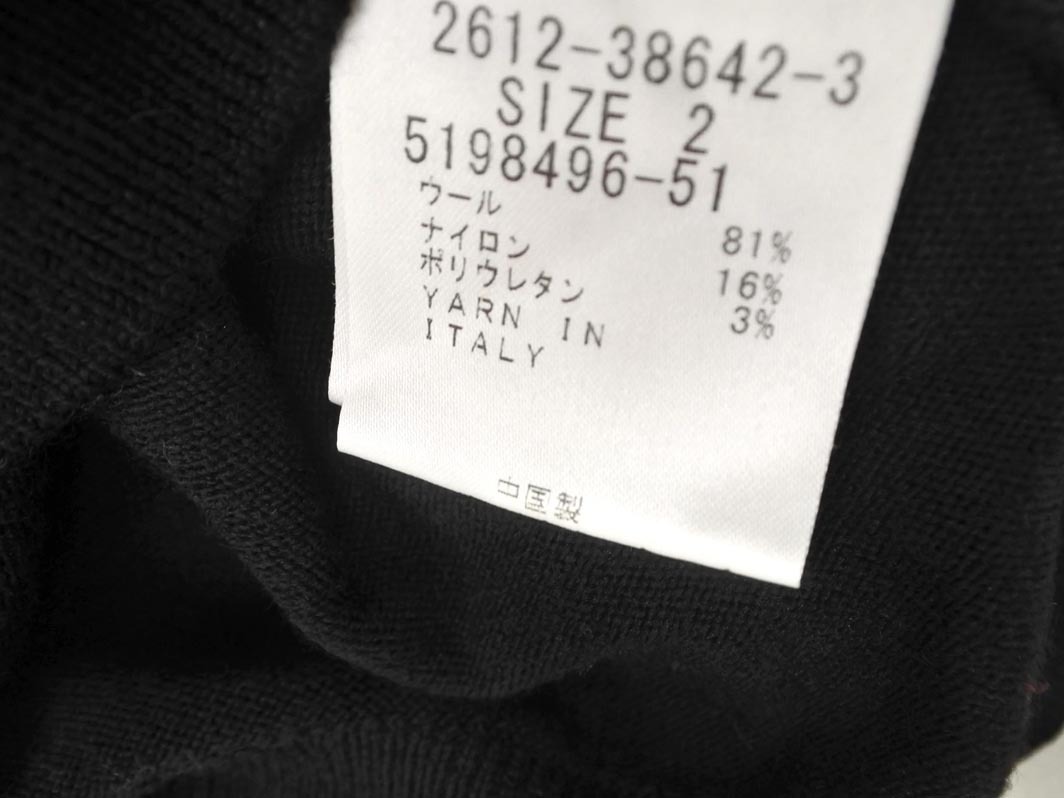 2612-38642-3
SIZE 2
5198496-51
ウール 81%
ナイロン 16%
ポリウレタン 3%
YARN IN
ITALY
中国製